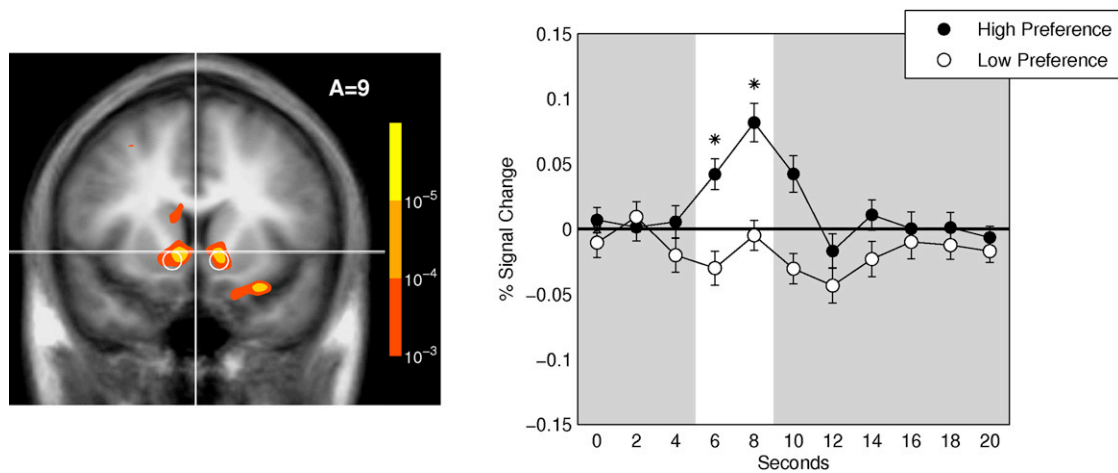 A=9
10⁻⁵
10⁻⁴
10⁻³
High Preference
Low Preference
0.15
0.1
0.05
0
−0.05
−0.1
−0.15
% Signal Change
*
*
0 2 4 6 8 10 12 14 16 18 20
Seconds